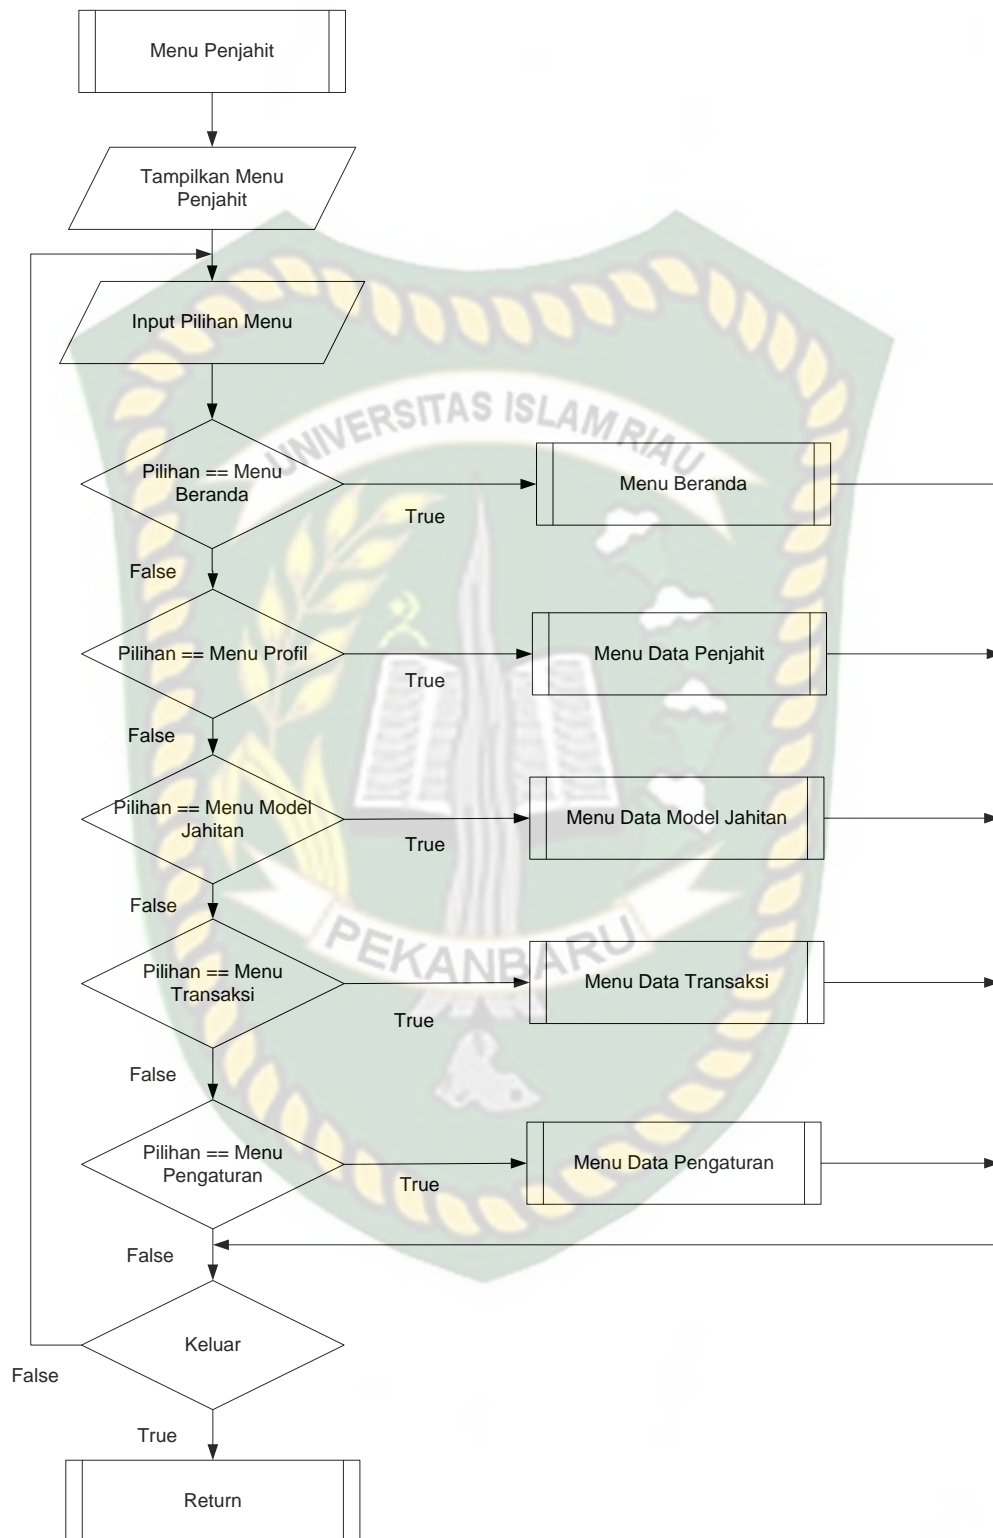 Menu Penjahit
Tampilkan Menu
Penjahit
Input Pilihan Menu
UNIVERSITAS ISLAM RIAU
Pilihan == Menu
Beranda
True
Menu Beranda
False
Pilihan == Menu Profil
True
Menu Data Penjahit
False
Pilihan == Menu Model
Jahitan
True
Menu Data Model Jahitan
False
PEKANBARU
Pilihan == Menu
Transaksi
True
Menu Data Transaksi
False
Pilihan == Menu
Pengaturan
True
Menu Data Pengaturan
False
Keluar
False
True
Return